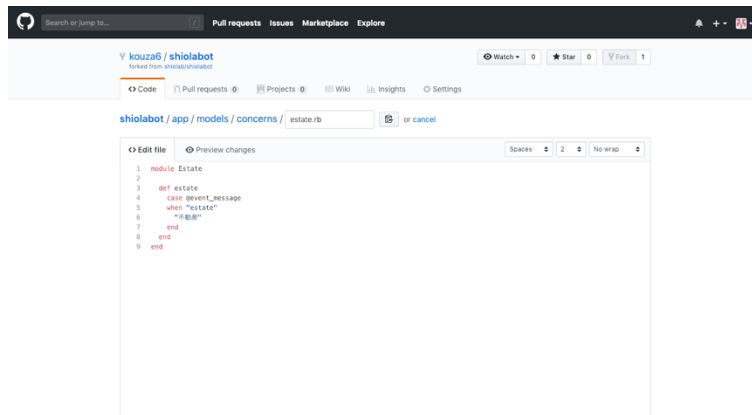 Search or jump to... / Pull requests Issues Marketplace Explore
kouza6 / shiolabot
forked from shiolab/shiolabot
Watch 0 Star 0 Fork 1
Code Pull requests 0 Projects 0 Wiki Insights Settings
shiolabot / app / models / concerns / estate.rb or cancel
Edit file Preview changes Spaces 2 No wrap
1 module Estate
2
3 def estate
4 case @event_message
5 when "estate"
6 "不動産"
7 end
8 end
9 end